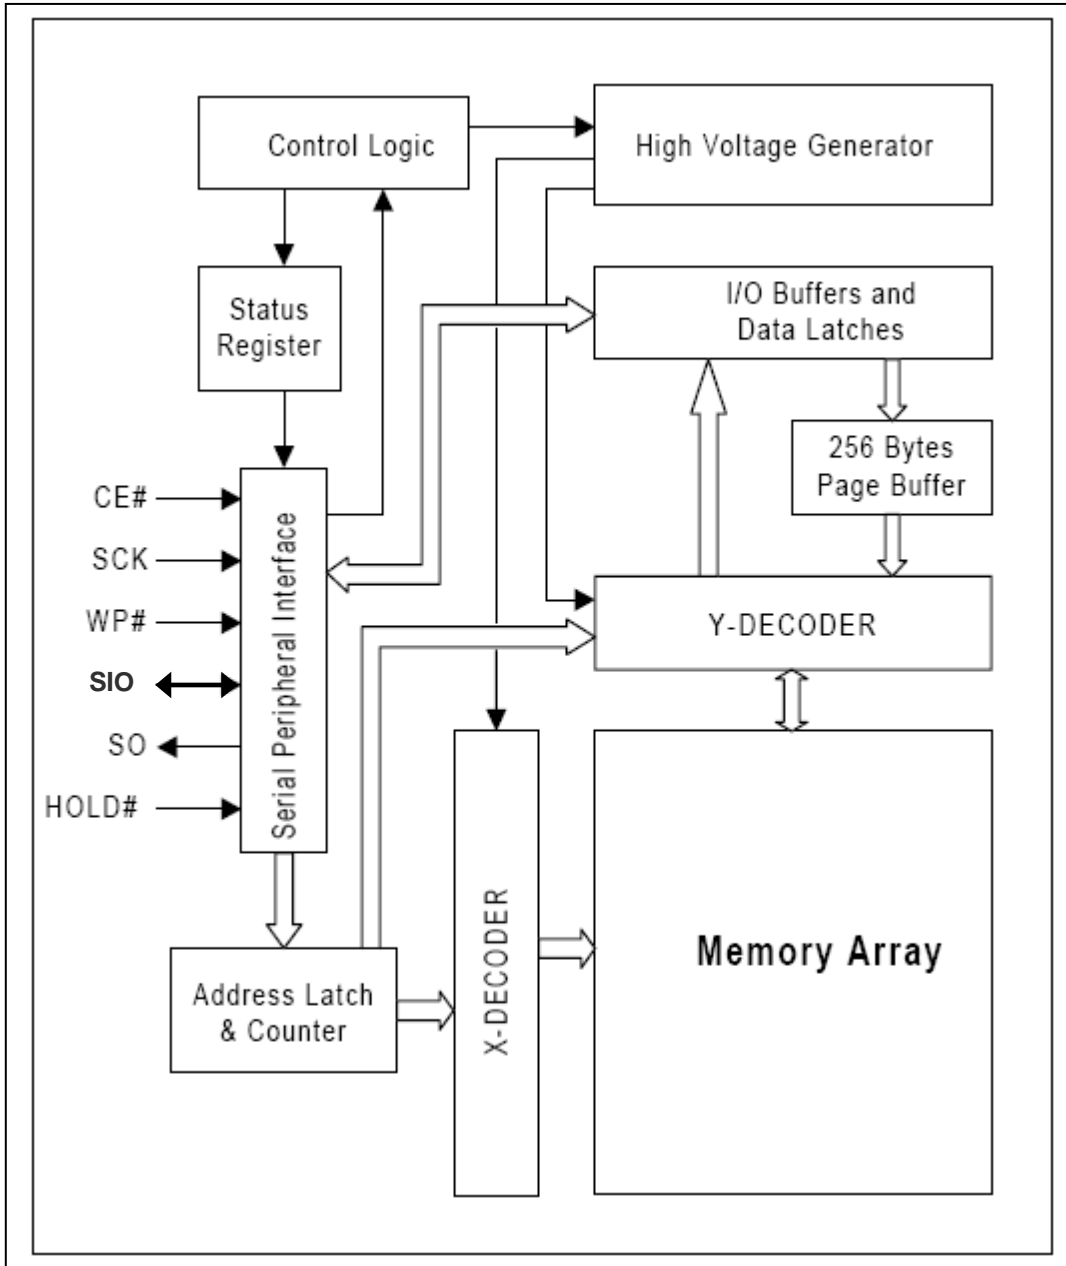 Control Logic
High Voltage Generator
Status
Register
I/O Buffers and
Data Latches
256 Bytes
Page Buffer
CE#
SCK
WP#
SIO
SO
HOLD#
Serial Peripheral Interface
Y-DECODER
Address Latch
& Counter
X-DECODER
Memory Array